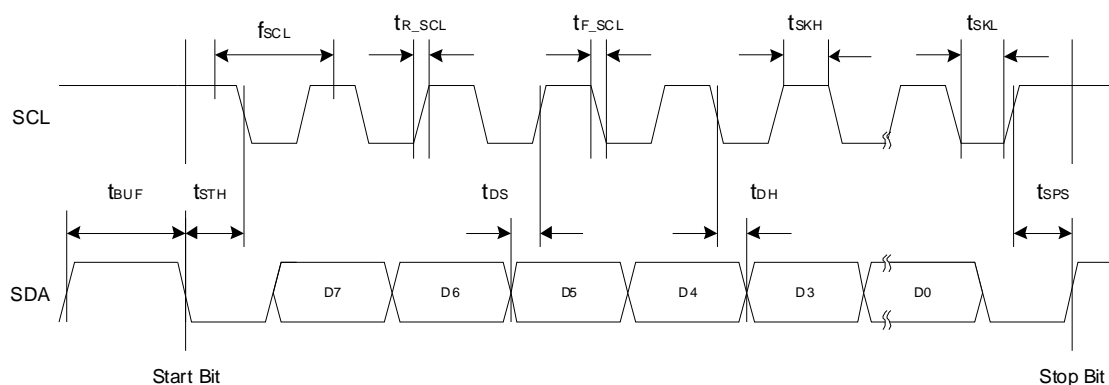 fSCL tR_SCL tF_SCL tSKH tSKL
SCL
tBUF tSTH tDS tDH tSPS
SDA D7 D6 D5 D4 D3 D0
Start Bit Stop Bit